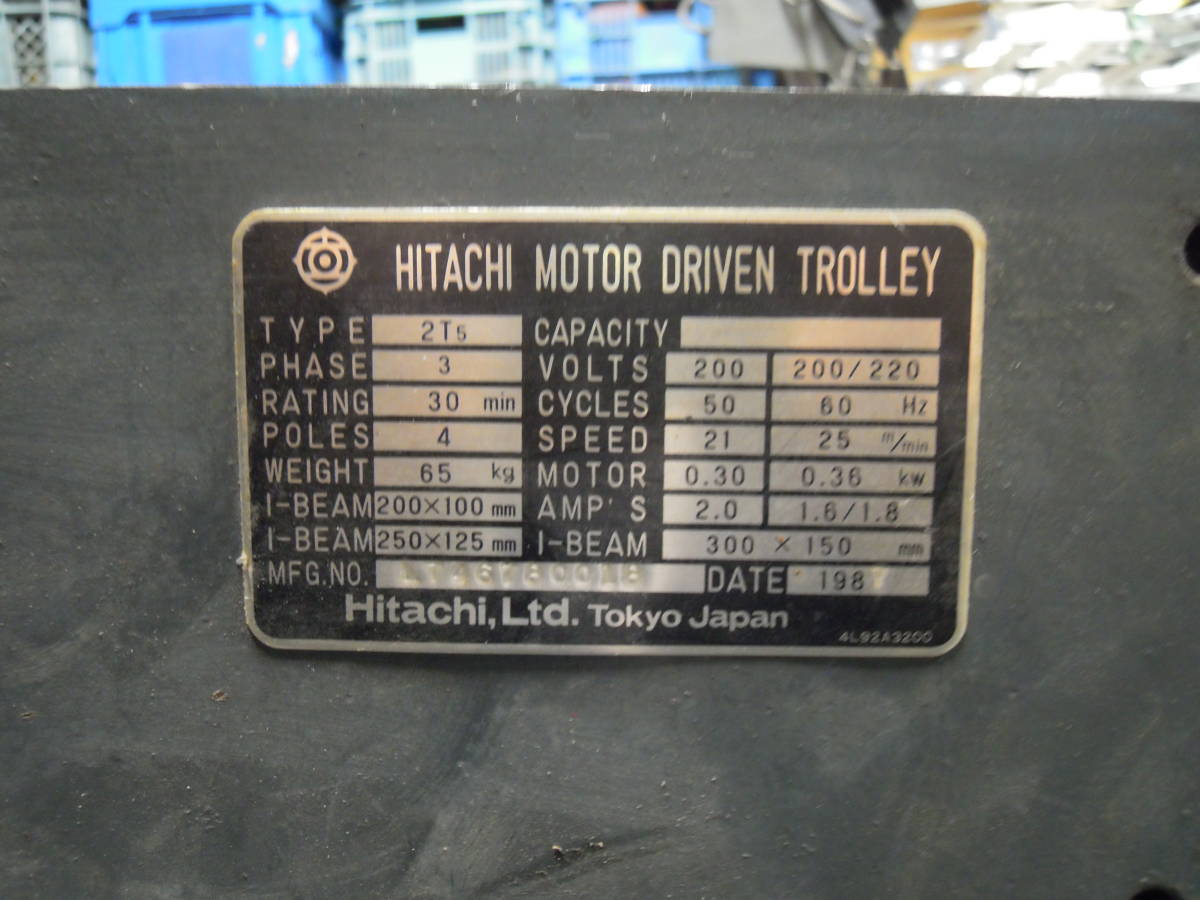 HITACHI MOTOR DRIVEN TROLLEY
TYPE 2T5 CAPACITY
PHASE 3 VOLTS 200 200/220
RATING 30 min CYCLES 50 60 Hz
POLES 4 SPEED 21 25 m/min
WEIGHT 65 kg MOTOR 0.30 0.36 kw
I-BEAM 200×100 mm AMP'S 2.0 1.6/1.8
I-BEAM 250×125 mm I-BEAM 300 × 150 mm
MFG.NO. DATE 1987
Hitachi, Ltd. Tokyo Japan
4L92A3200